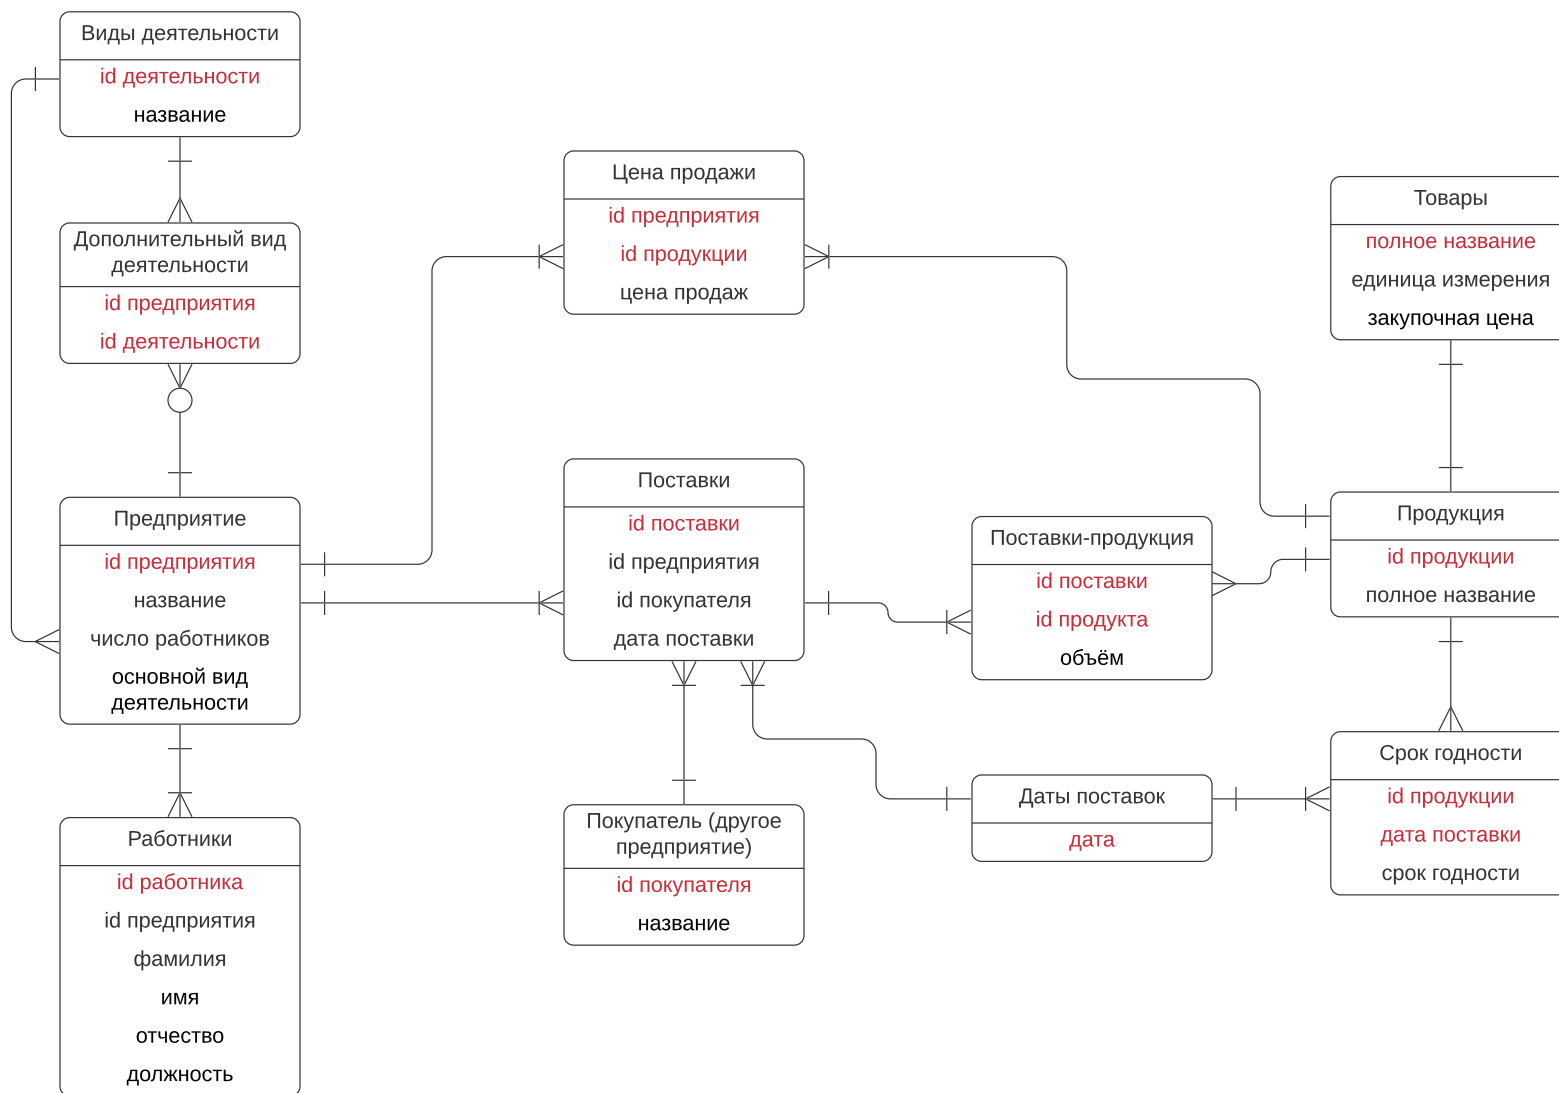 Виды деятельности
id деятельности
название
Дополнительный вид
деятельности
id предприятия
id деятельности
Предприятие
id предприятия
название
число работников
основной вид
деятельности
Работники
id работника
id предприятия
фамилия
имя
отчество
должность
Цена продажи
id предприятия
id продукции
цена продаж
Поставки
id поставки
id предприятия
id покупателя
дата поставки
Покупатель (другое
предприятие)
id покупателя
название
Поставки-продукция
id поставки
id продукта
объём
Даты поставок
дата
Товары
полное название
единица измерения
закупочная цена
Продукция
id продукции
полное название
Срок годности
id продукции
дата поставки
срок годности